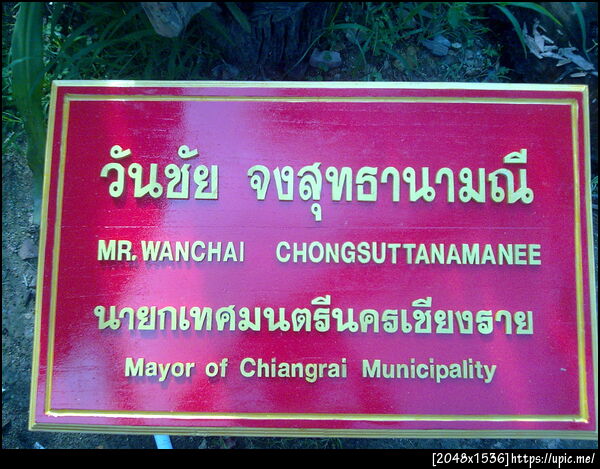 วันชัย จงสุทธานามณี
MR. WANCHAI CHONGSUTTANAMANEE
นายกเทศมนตรีนครเชียงราย
Mayor of Chiangrai Municipality
[2048x1536]https://upic.me/